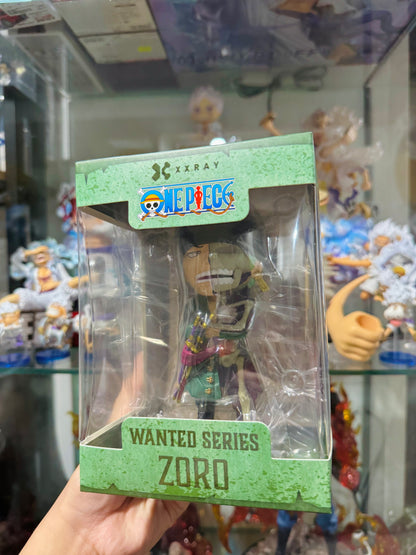 XXRAY
ONE PIECE
WANTED SERIES
ZORO